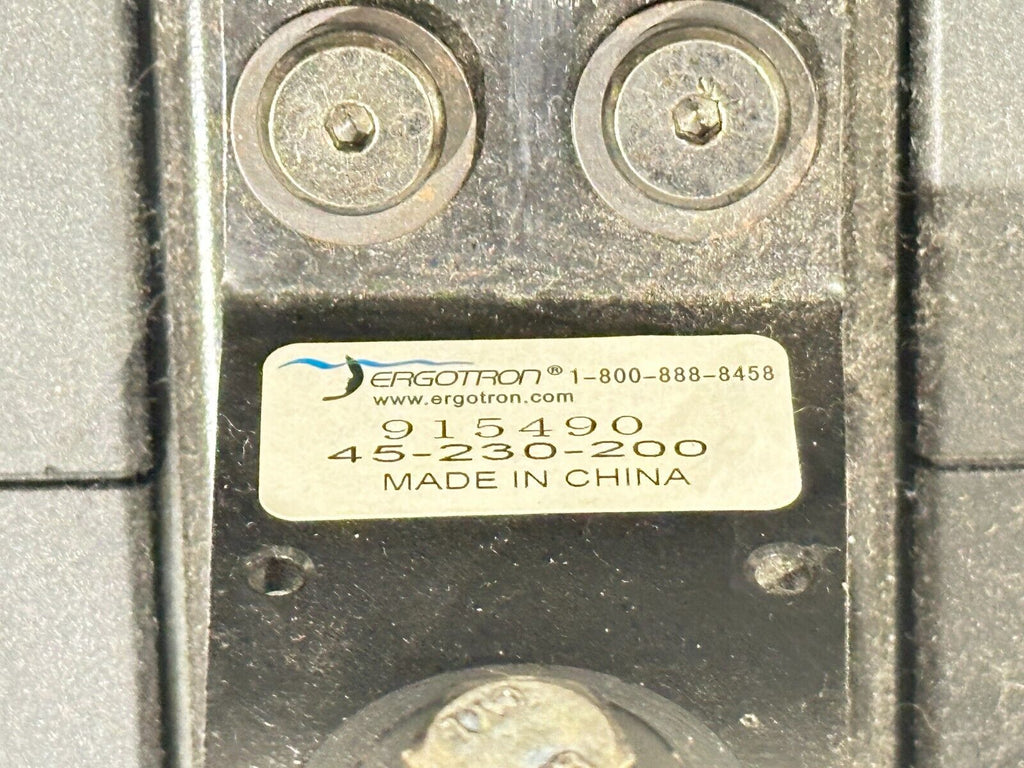 ERGOTRON® 1-800-888-8458
www.ergotron.com
915490
45-230-200
MADE IN CHINA